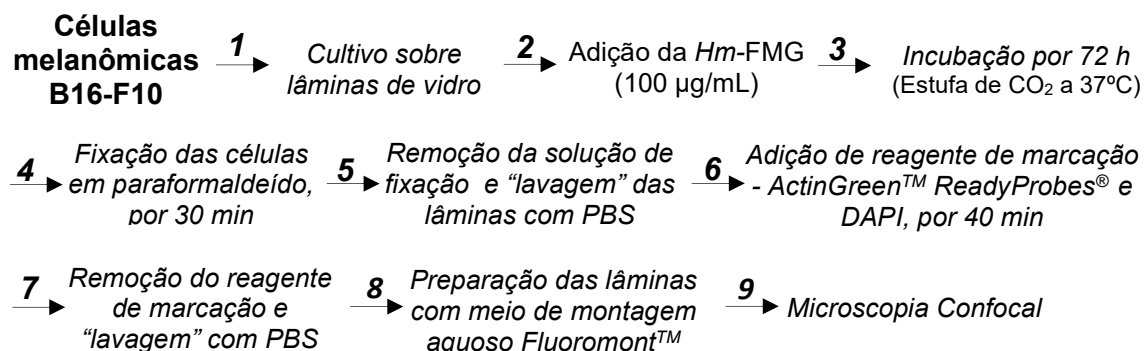 Células
melanômicas
B16-F10
1
Cultivo sobre
lâminas de vidro
2
Adição da Hm-FMG
(100 µg/mL)
3
Incubação por 72 h
(Estufa de CO₂ a 37ºC)
4
Fixação das células
em paraformaldeído,
por 30 min
5
Remoção da solução de
fixação e “lavagem” das
lâminas com PBS
6
Adição de reagente de marcação
- ActinGreen™ ReadyProbes® e
DAPI, por 40 min
7
Remoção do reagente
de marcação e
“lavagem” com PBS
8
Preparação das lâminas
com meio de montagem
aquoso Fluoromont™
9
Microscopia Confocal